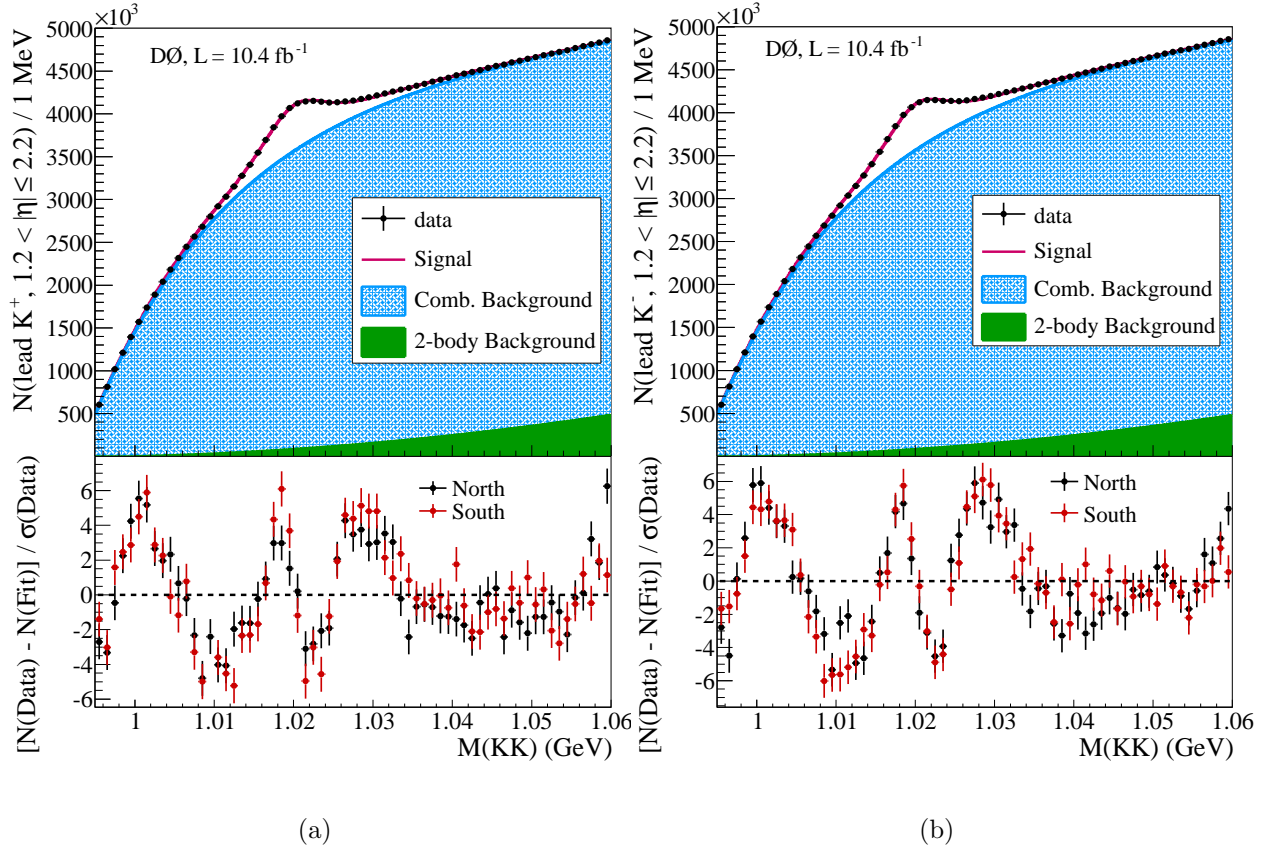 ×10³
5000
4500
4000
3500
3000
2500
2000
1500
1000
500
N(lead K⁺, 1.2 < |η| ≤ 2.2) / 1 MeV
DØ, L = 10.4 fb⁻¹
data
Signal
Comb. Background
2-body Background
6
4
2
0
-2
-4
-6
[N(Data) - N(Fit)] / σ(Data)
North
South
1
1.01
1.02
1.03
1.04
1.05
1.06
M(KK) (GeV)
(a)
×10³
5000
4500
4000
3500
3000
2500
2000
1500
1000
500
N(lead K⁻, 1.2 < |η| ≤ 2.2) / 1 MeV
DØ, L = 10.4 fb⁻¹
data
Signal
Comb. Background
2-body Background
6
4
2
0
-2
-4
-6
[N(Data) - N(Fit)] / σ(Data)
North
South
1
1.01
1.02
1.03
1.04
1.05
1.06
M(KK) (GeV)
(b)